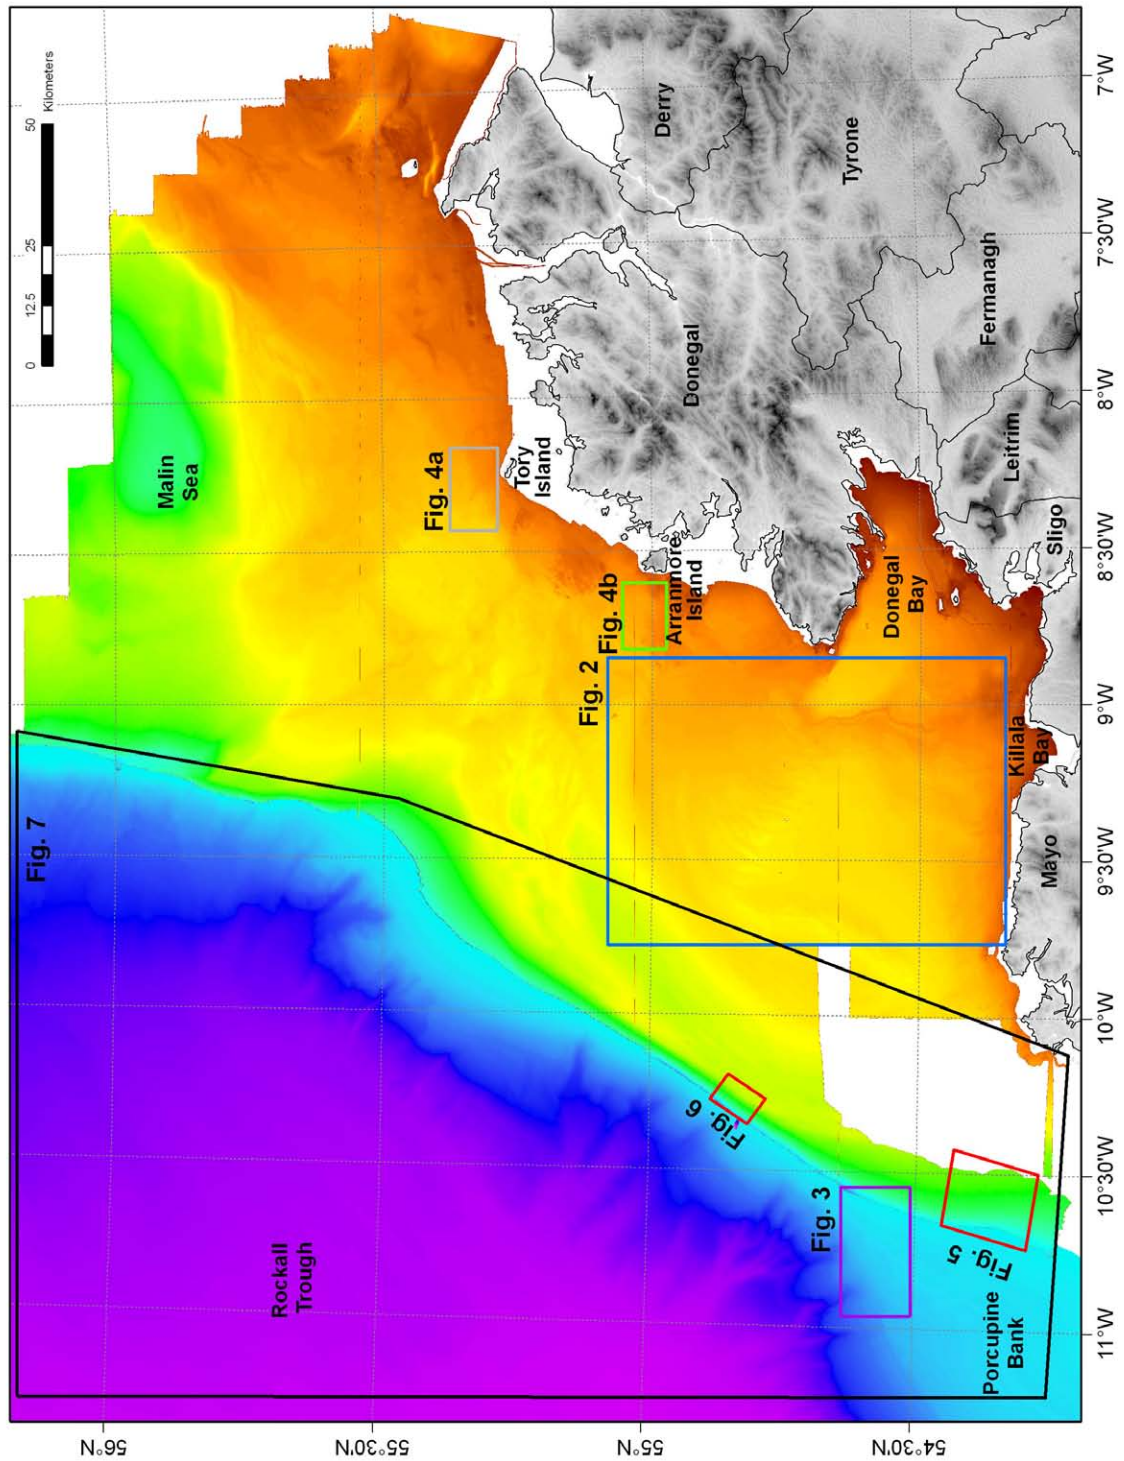 0
12.5
25
50
Kilometers
56°N
55°30'N
55°N
54°30'N
Fig. 7
Rockall
Trough
Malin
Sea
Fig. 4a
Tory
Island
Fig. 4b
Arranmore
Island
Fig. 2
Fig. 6
Fig. 3
Fig. 5
Porcupine
Bank
Donegal
Bay
Killala
Bay
Mayo
Sligo
Leitrim
Fermanagh
Donegal
Tyrone
Derry
11°W
10°30'W
10°W
9°30'W
9°W
8°30'W
8°W
7°30'W
7°W